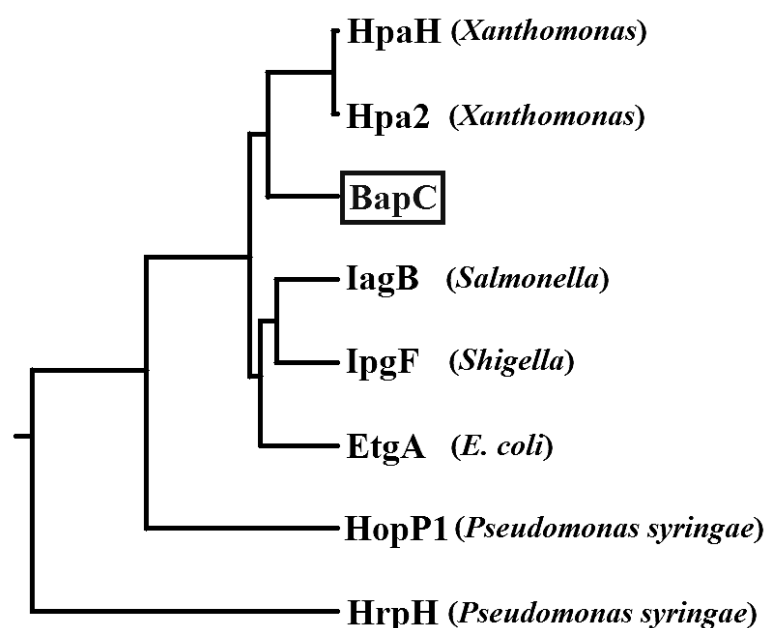 HpaH (Xanthomonas)
Hpa2 (Xanthomonas)
BapC
IagB (Salmonella)
IpgF (Shigella)
EtgA (E. coli)
HopP1 (Pseudomonas syringae)
HrpH (Pseudomonas syringae)